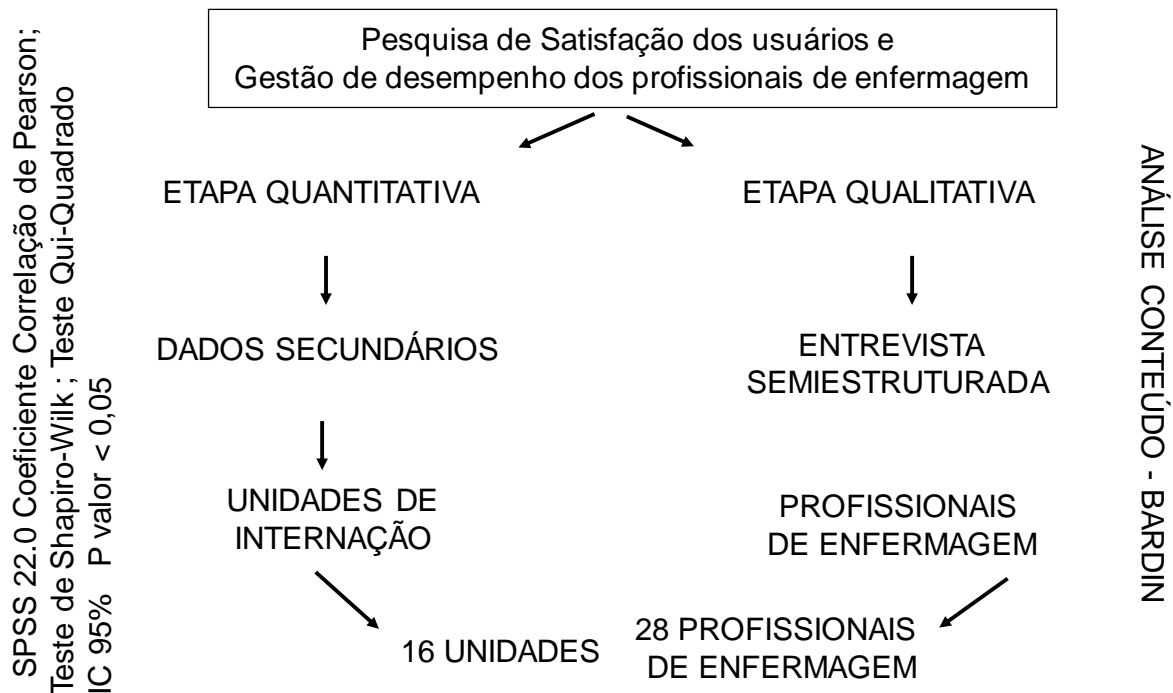 Pesquisa de Satisfação dos usuários e
Gestão de desempenho dos profissionais de enfermagem
SPSS 22.0 Coeficiente Correlação de Pearson;
Teste de Shapiro-Wilk ; Teste Qui-Quadrado
IC 95% P valor < 0,05
ETAPA QUANTITATIVA
ETAPA QUALITATIVA
DADOS SECUNDÁRIOS
ENTREVISTA
SEMIESTRUTURADA
UNIDADES DE
INTERNAÇÃO
PROFISSIONAIS
DE ENFERMAGEM
16 UNIDADES
28 PROFISSIONAIS
DE ENFERMAGEM
ANÁLISE CONTEÚDO - BARDIN